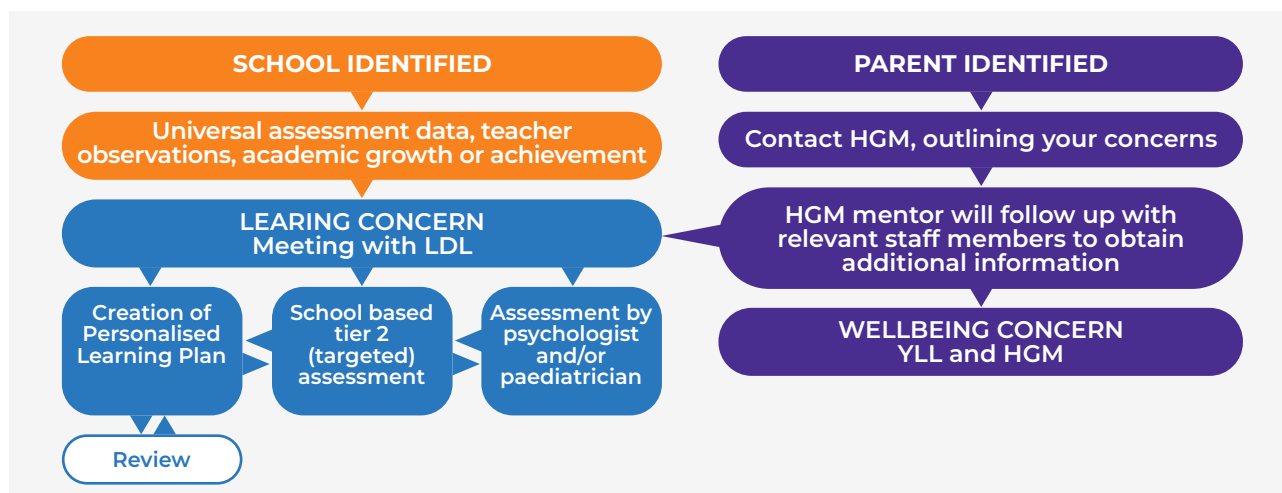 SCHOOL IDENTIFIED
Universal assessment data, teacher
observations, academic growth or achievement
LEARING CONCERN
Meeting with LDL
Creation of
Personalised
Learning Plan
School based
tier 2
(targeted)
assessment
Assessment by
psychologist
and/or
paediatrician
Review
PARENT IDENTIFIED
Contact HGM, outlining your concerns
HGM mentor will follow up with
relevant staff members to obtain
additional information
WELLBEING CONCERN
YLL and HGM